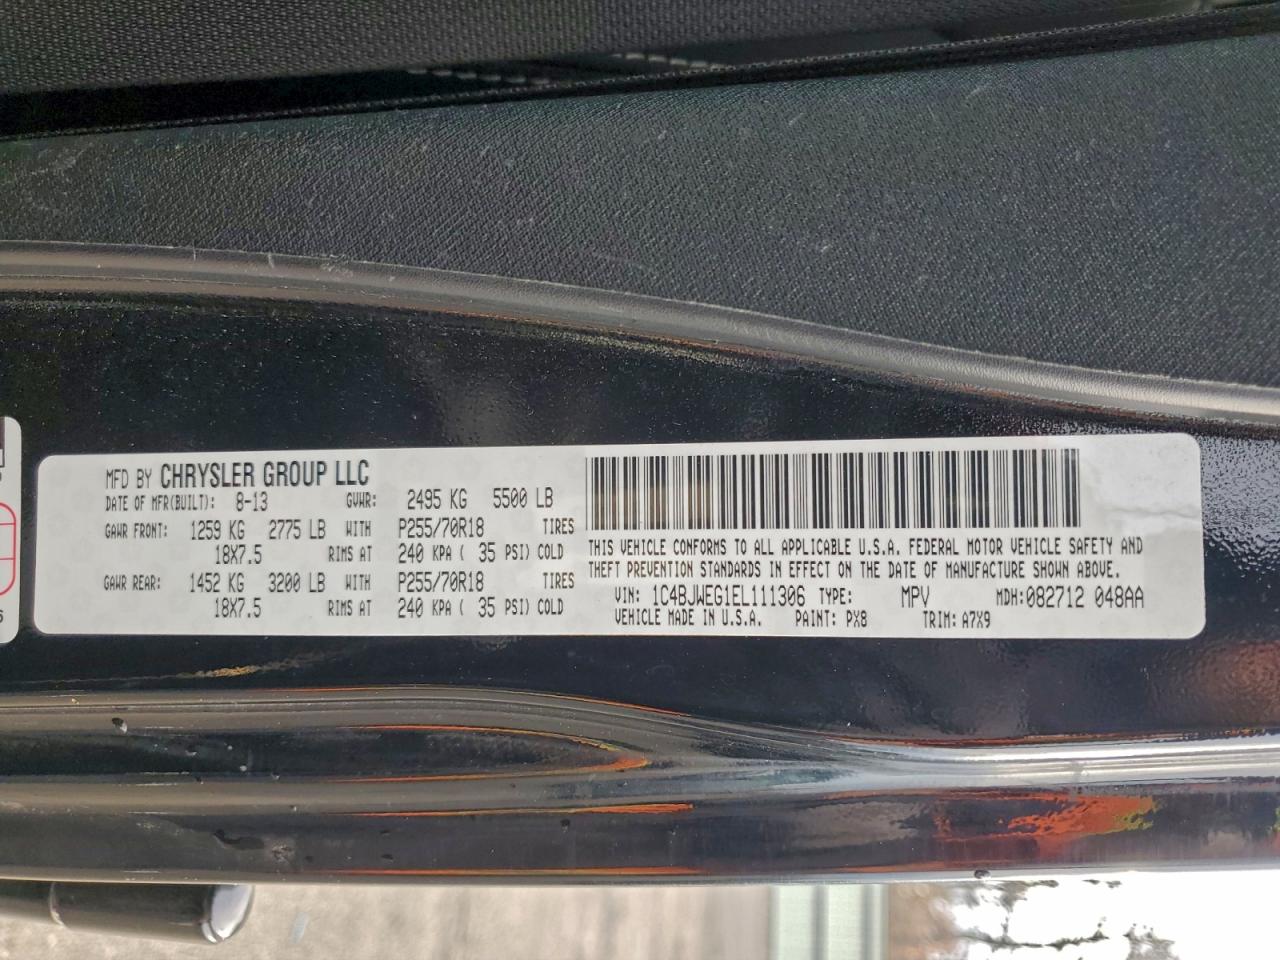 MFD BY CHRYSLER GROUP LLC
DATE OF MFR(BUILT): 8-13 GVWR: 2495 KG 5500 LB
GAWR FRONT: 1259 KG 2775 LB WITH P255/70R18 TIRES
18X7.5 RIMS AT 240 KPA ( 35 PSI) COLD
GAWR REAR: 1452 KG 3200 LB WITH P255/70R18 TIRES
18X7.5 RIMS AT 240 KPA ( 35 PSI) COLD
THIS VEHICLE CONFORMS TO ALL APPLICABLE U.S.A. FEDERAL MOTOR VEHICLE SAFETY AND
THEFT PREVENTION STANDARDS IN EFFECT ON THE DATE OF MANUFACTURE SHOWN ABOVE.
VIN: 1C4BJWEG1EL111306 TYPE: MPV MDH:082712 048AA
VEHICLE MADE IN U.S.A. PAINT: PX8 TRIM: A7X9